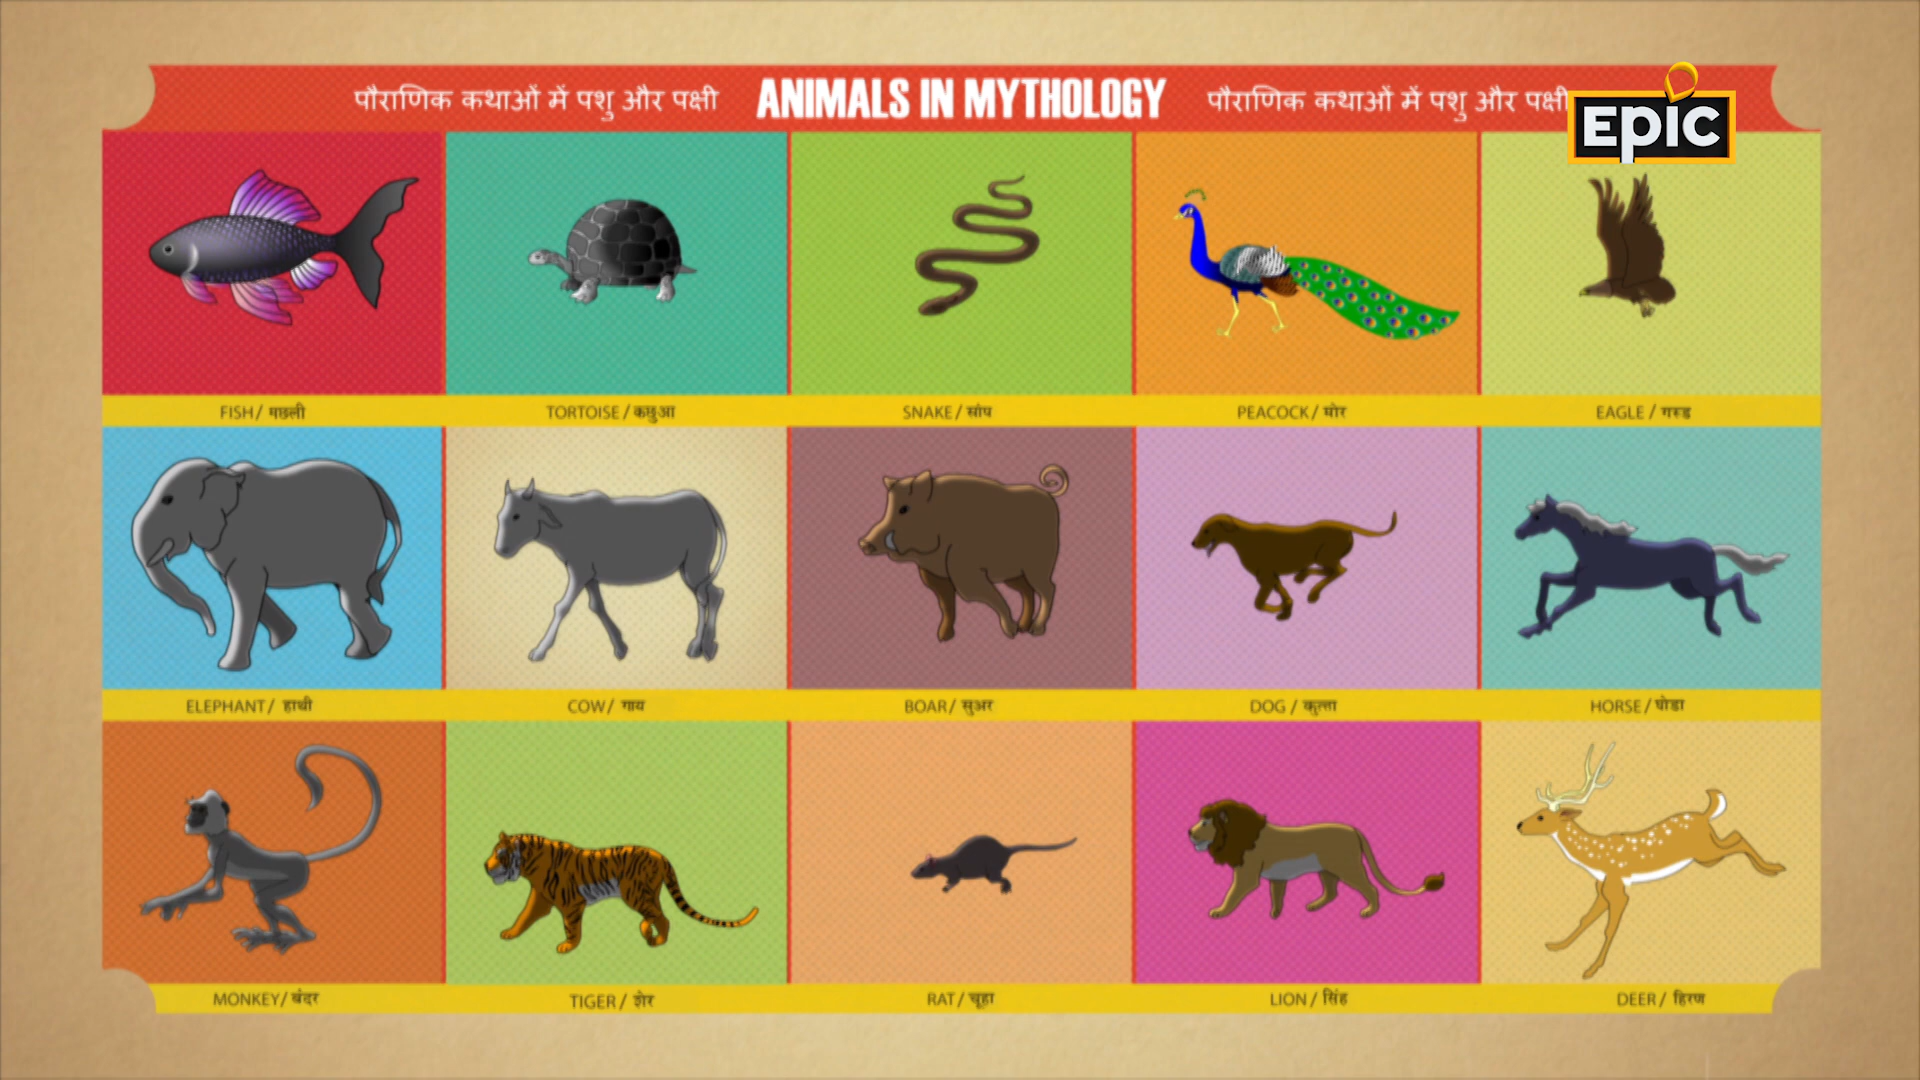 पौराणिक कथाओं में पशु और पक्षी ANIMALS IN MYTHOLOGY पौराणिक कथाओं में पशु और पक्षी
EPIC
FISH / मछली TORTOISE / कछुआ SNAKE / सांप PEACOCK / मोर EAGLE / गरुड
ELEPHANT / हाथी COW / गाय BOAR / सुअर DOG / कुत्ता HORSE / घोडा
MONKEY / बंदर TIGER / शेर RAT / चूहा LION / सिंह DEER / हिरण